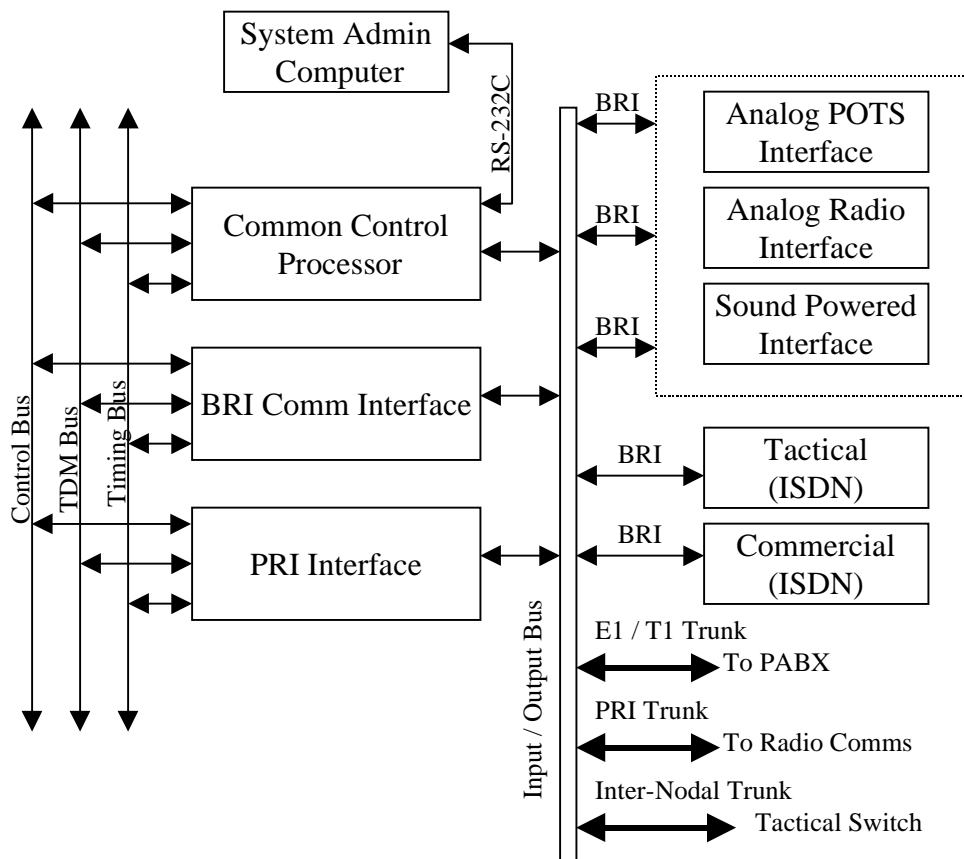 System Admin
Computer
RS-232C
BRI
Analog POTS
Interface
Common Control
Processor
BRI
Analog Radio
Interface
BRI
Sound Powered
Interface
Control Bus
TDM Bus
Timing Bus
BRI Comm Interface
BRI
Tactical
(ISDN)
PRI Interface
BRI
Commercial
(ISDN)
Input / Output Bus
E1 / T1 Trunk
To PABX
PRI Trunk
To Radio Comms
Inter-Nodal Trunk
Tactical Switch